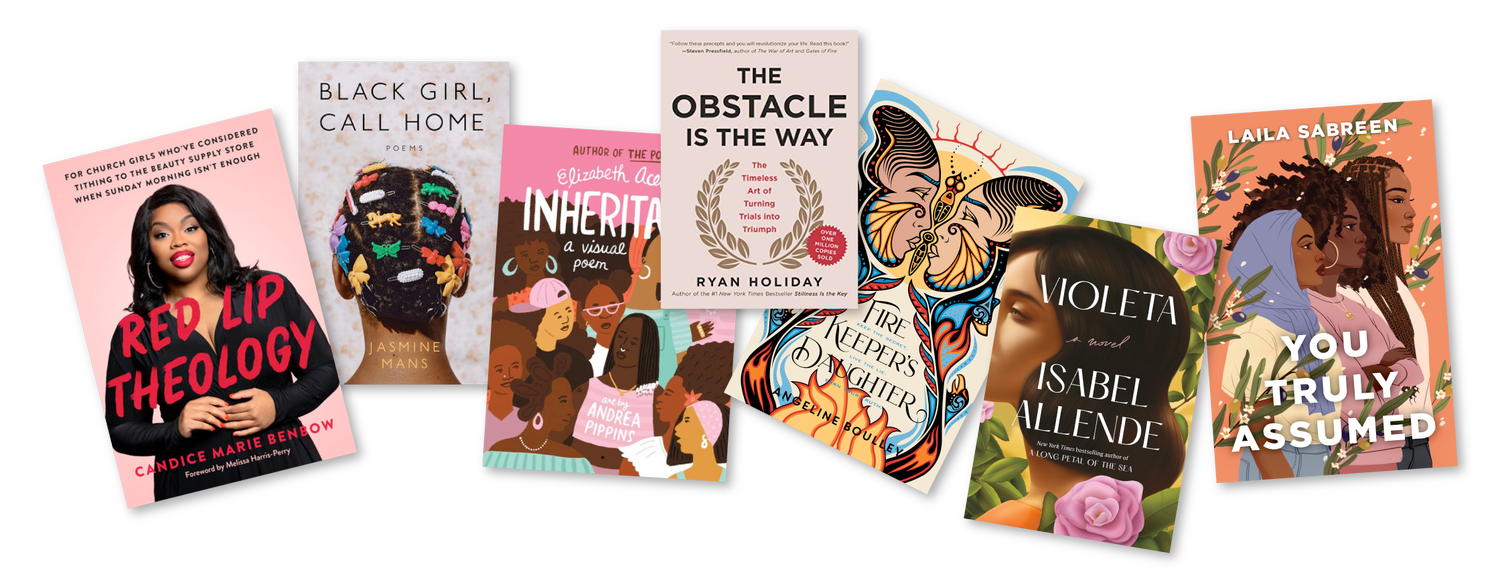 FOR CHURCH GIRLS WHO'VE CONSIDERED
TITHING TO THE BEAUTY SUPPLY STORE
WHEN SUNDAY MORNING ISN'T ENOUGH
RED LIP
THEOLOGY
CANDICE MARIE BENBOW
Foreword by Melissa Harris-Perry
BLACK GIRL,
CALL HOME
POEMS
JASMINE
MANS
AUTHOR OF THE PO
Elizabeth Ace
INHERITA
a visual
poem
art by
ANDREA
PIPPINS
"Follow these precepts and you will revolutionize your life. Read this book!"
—Steven Pressfield, author of The War of Art and Gates of Fire
THE
OBSTACLE
IS THE WAY
The
Timeless
Art of
Turning
Trials into
Triumph
OVER
ONE
MILLION
COPIES
SOLD
RYAN HOLIDAY
Author of the #1 New York Times Bestseller Stillness Is the Key
FIRE
KEEPER'S
DAUGHTER
KEEP THE SECRET.
LIVE THE LIE.
ANGELINE BOULLEY
VIOLETA
a novel
ISABEL
ALLENDE
New York Times bestselling author of
A LONG PETAL OF THE SEA
LAILA SABREEN
YOU
TRULY
ASSUMED